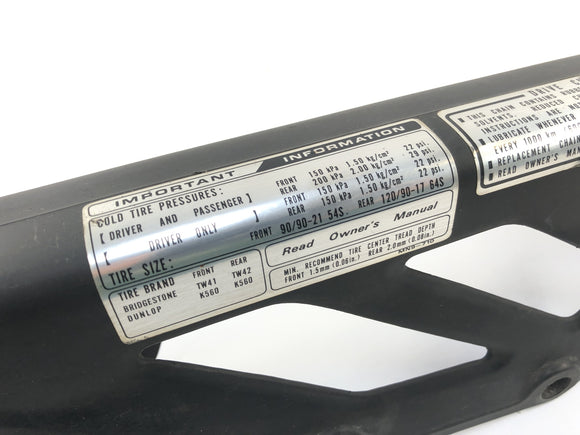 IMPORTANT INFORMATION
COLD TIRE PRESSURES:
[DRIVER AND PASSENGER] FRONT 150 kPa 1.50 kg/cm² 22 psi.
REAR 200 kPa 2.00 kg/cm² 29 psi.
[DRIVER ONLY] FRONT 150 kPa 1.50 kg/cm² 22 psi.
REAR 150 kPa 1.50 kg/cm² 22 psi.
TIRE SIZE: FRONT 90/90-21 54S. REAR 120/90-17 64S
TIRE BRAND FRONT REAR
BRIDGESTONE TW41 TW42
DUNLOP K560 K560
Read Owner's Manual
MIN. RECOMMEND TIRE CENTER TREAD DEPTH
FRONT 1.5mm(0.06in.) REAR 2.0mm(0.08in.)
DRIVE
THIS CHAIN CONTAINS
SOLVENTS. REDUCED
INSTRUCTIONS ARE
LUBRICATE WHENEVER
EVERY 1000 km
REPLACEMENT CHAIN
READ OWNER'S